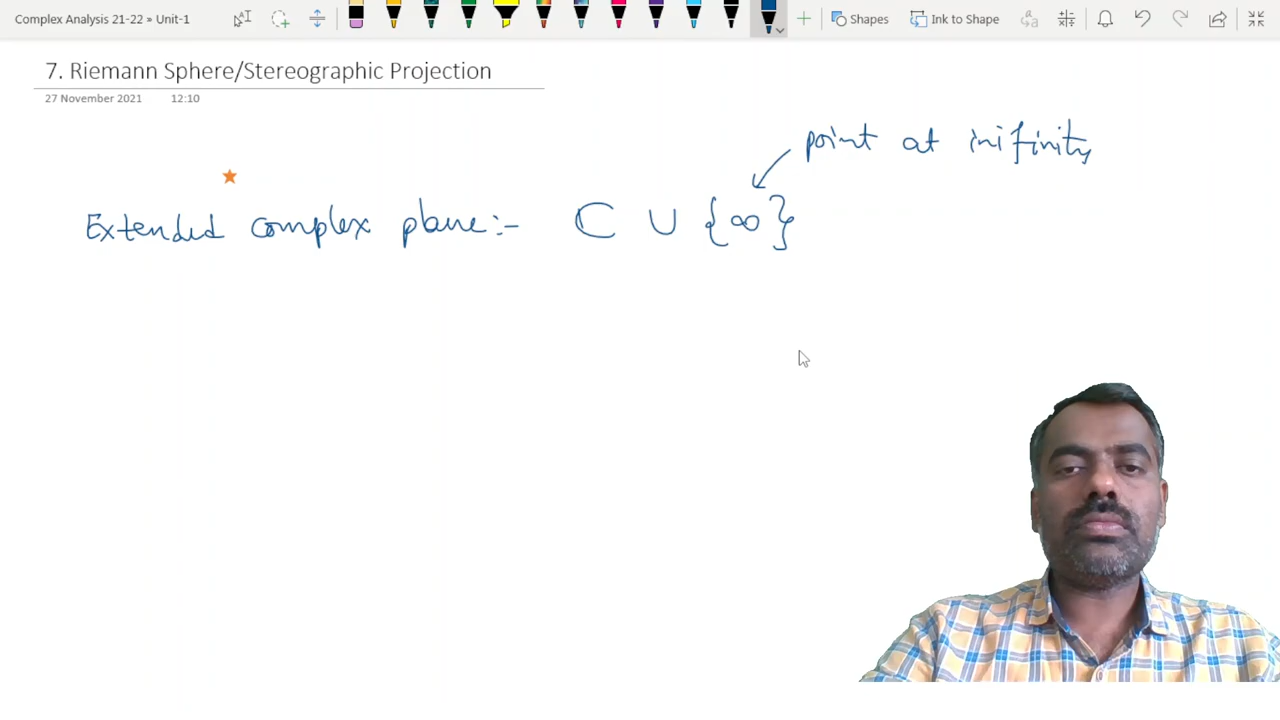 Complex Analysis 21-22 » Unit-1
Shapes
Ink to Shape
7. Riemann Sphere/Stereographic Projection
27 November 2021 12:10
point at inifinity
Extended complex plane:- ℂ ∪ {∞}